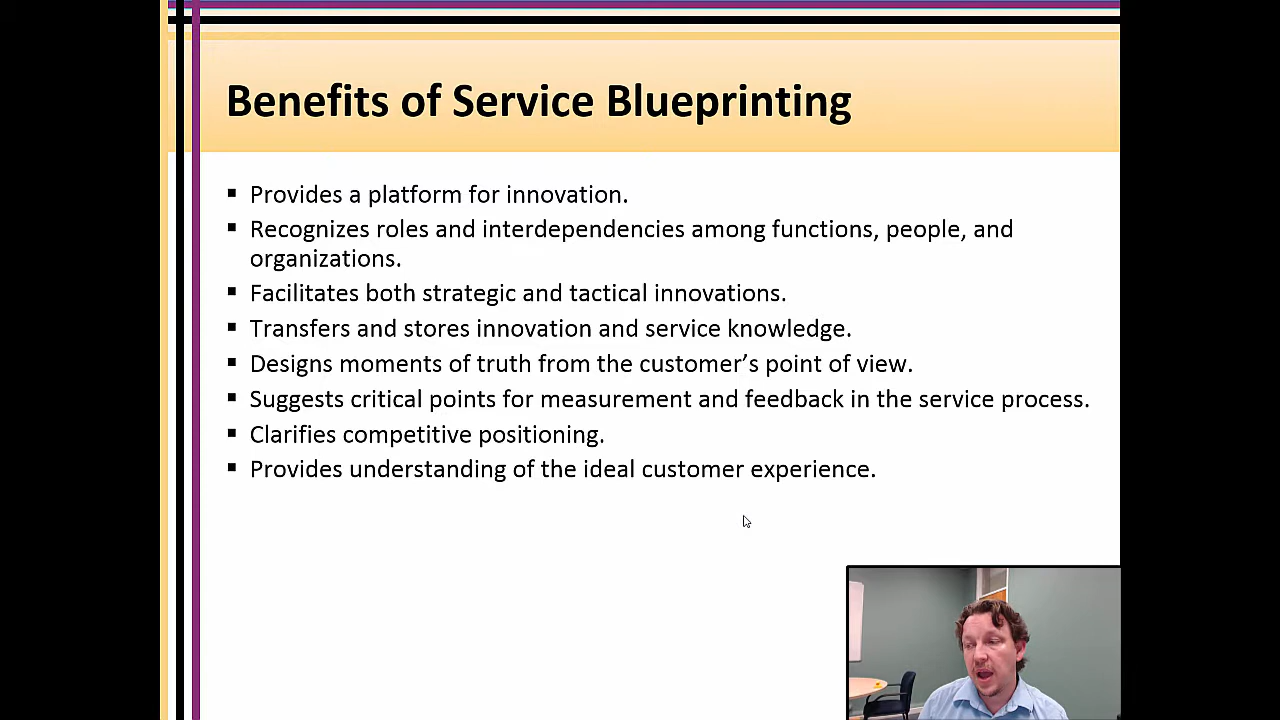 Benefits of Service Blueprinting
▪ Provides a platform for innovation.
▪ Recognizes roles and interdependencies among functions, people, and
organizations.
▪ Facilitates both strategic and tactical innovations.
▪ Transfers and stores innovation and service knowledge.
▪ Designs moments of truth from the customer’s point of view.
▪ Suggests critical points for measurement and feedback in the service process.
▪ Clarifies competitive positioning.
▪ Provides understanding of the ideal customer experience.